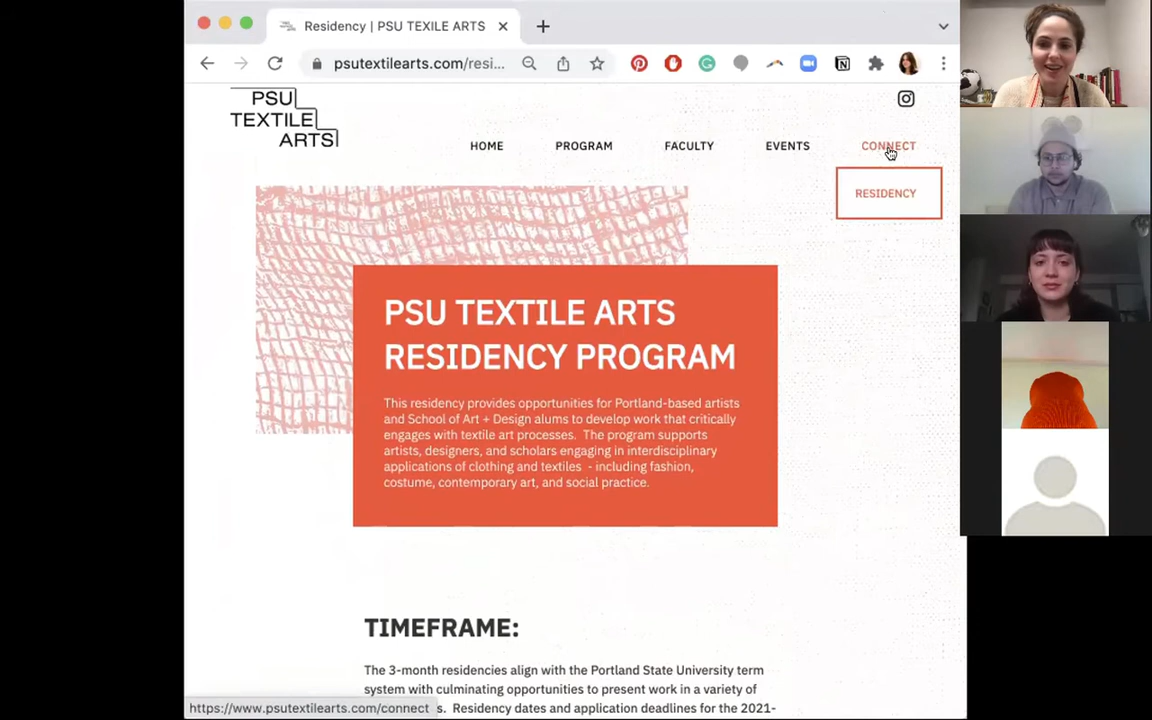 Residency | PSU TEXTILE ARTS
psutextilearts.com/resi...
PSU
TEXTILE
ARTS
HOME PROGRAM FACULTY EVENTS CONNECT
RESIDENCY
PSU TEXTILE ARTS
RESIDENCY PROGRAM
This residency provides opportunities for Portland-based artists
and School of Art + Design alums to develop work that critically
engages with textile art processes. The program supports
artists, designers, and scholars engaging in interdisciplinary
applications of clothing and textiles - including fashion,
costume, contemporary art, and social practice.
TIMEFRAME:
The 3-month residencies align with the Portland State University term
system with culminating opportunities to present work in a variety of
s. Residency dates and application deadlines for the 2021-
https://www.psutextilearts.com/connect